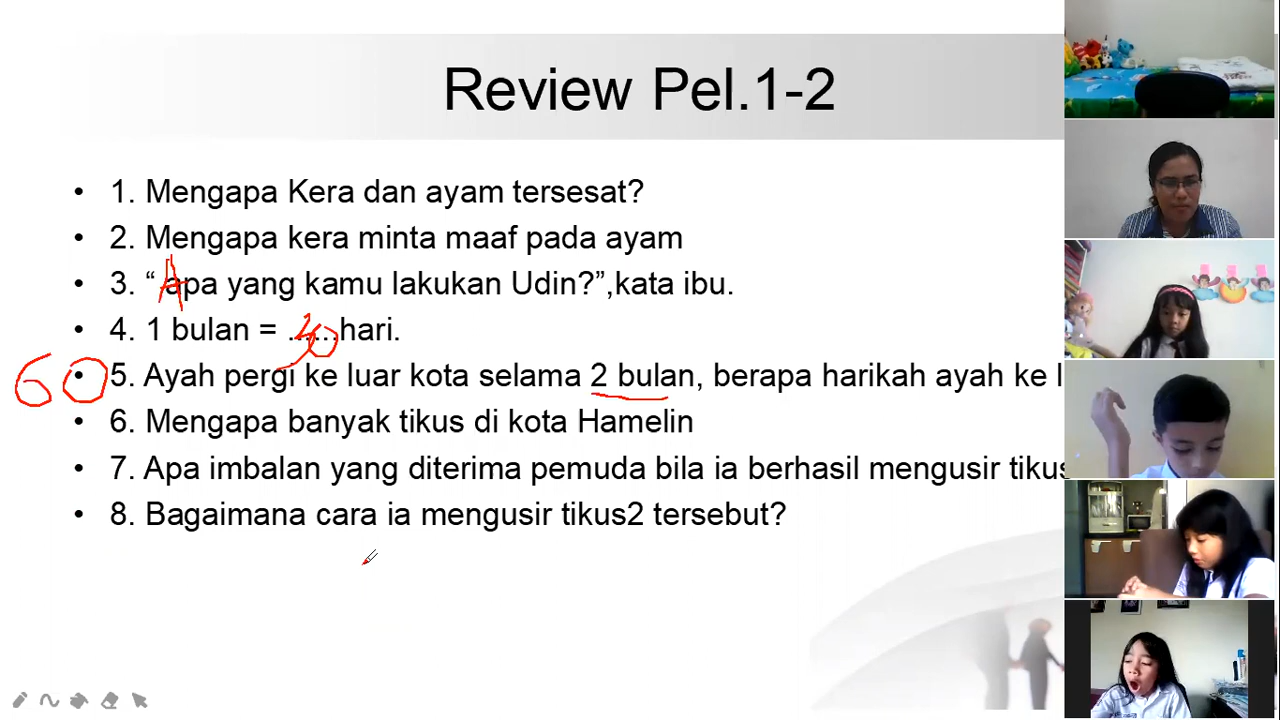 Review Pel.1-2
• 1. Mengapa Kera dan ayam tersesat?
• 2. Mengapa kera minta maaf pada ayam
• 3. “ Apa yang kamu lakukan Udin?”,kata ibu.
• 4. 1 bulan = ...30...hari.
60 • 5. Ayah pergi ke luar kota selama 2 bulan, berapa harikah ayah ke l
• 6. Mengapa banyak tikus di kota Hamelin
• 7. Apa imbalan yang diterima pemuda bila ia berhasil mengusir tikus
• 8. Bagaimana cara ia mengusir tikus2 tersebut?